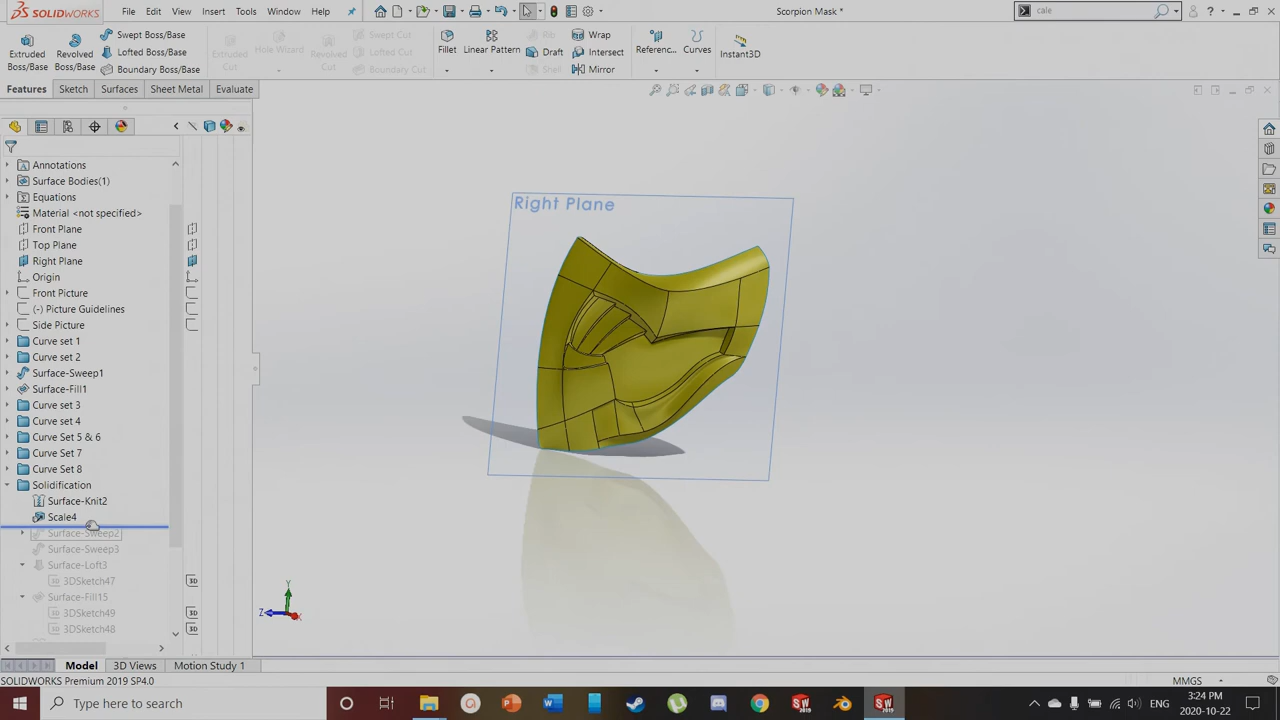 SOLIDWORKS
File Edit View Insert Tools Window Help
Scorpion Mask *
cale
Extruded Boss/Base
Revolved Boss/Base
Swept Boss/Base
Lofted Boss/Base
Boundary Boss/Base
Extruded Cut
Hole Wizard
Revolved Cut
Swept Cut
Lofted Cut
Boundary Cut
Fillet
Linear Pattern
Rib
Draft
Shell
Wrap
Intersect
Mirror
Referenc...
Curves
Instant3D
Features Sketch Surfaces Sheet Metal Evaluate
Annotations
Surface Bodies(1)
Equations
Material <not specified>
Front Plane
Top Plane
Right Plane
Origin
Front Picture
(-) Picture Guidelines
Side Picture
Curve set 1
Curve set 2
Surface-Sweep1
Surface-Fill1
Curve set 3
Curve set 4
Curve Set 5 & 6
Curve Set 7
Curve Set 8
Solidification
Surface-Knit2
Scale4
Surface-Sweep2
Surface-Sweep3
Surface-Loft3
3DSketch47
3D
Surface-Fill15
3DSketch49
3D
3DSketch48
3D
Right Plane
Y
Z
X
Model 3D Views Motion Study 1
SOLIDWORKS Premium 2019 SP4.0
MMGS
Type here to search
ENG
3:24 PM
2020-10-22